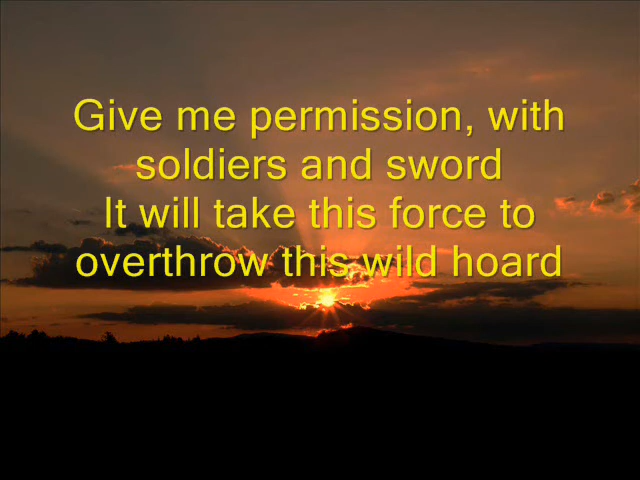 Give me permission, with
soldiers and sword
It will take this force to
overthrow this wild hoard